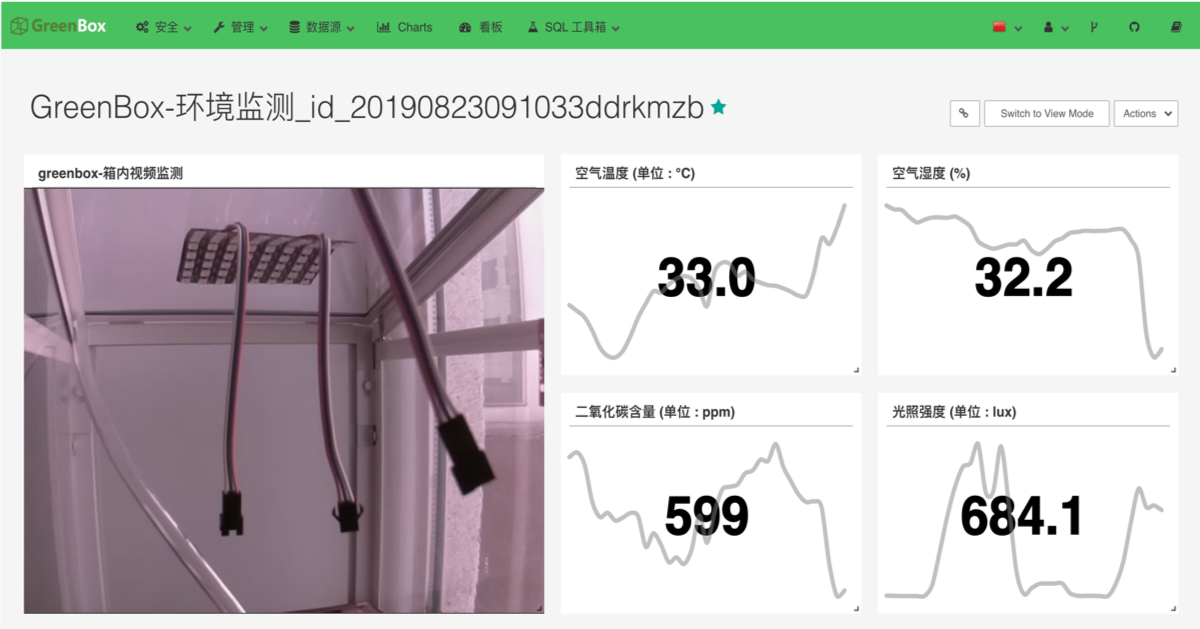 GreenBox 安全 管理 数据源 Charts 看板 SQL 工具箱
GreenBox-环境监测_id_20190823091033ddrkmzb
Switch to View Mode Actions
greenbox-箱内视频监测
空气温度 (单位 : °C)
33.0
空气湿度 (%)
32.2
二氧化碳含量 (单位 : ppm)
599
光照强度 (单位 : lux)
684.1